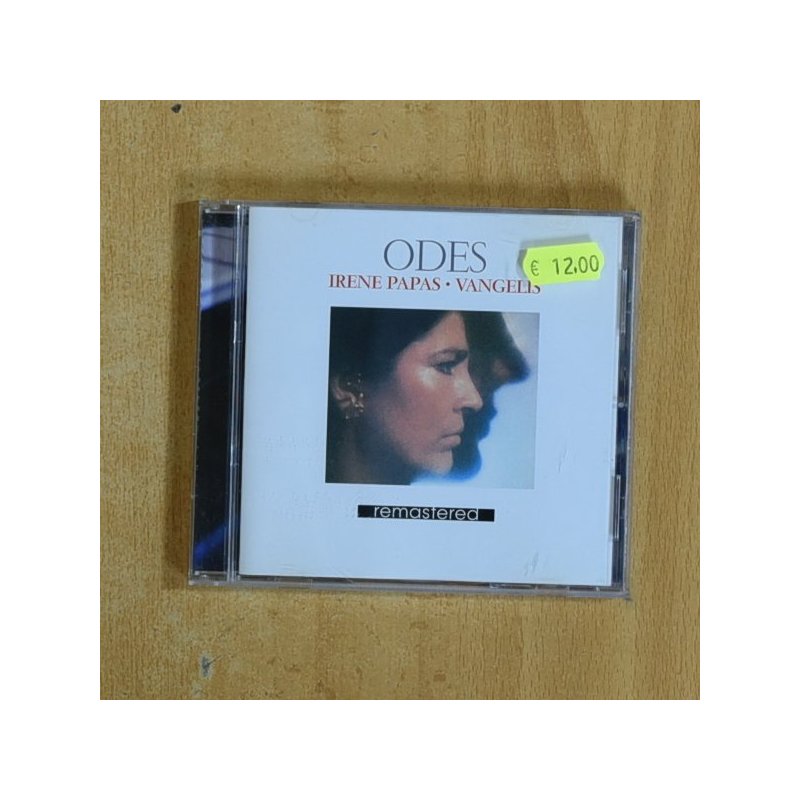 ODES
€ 12.00
IRENE PAPAS • VANGELIS
remastered